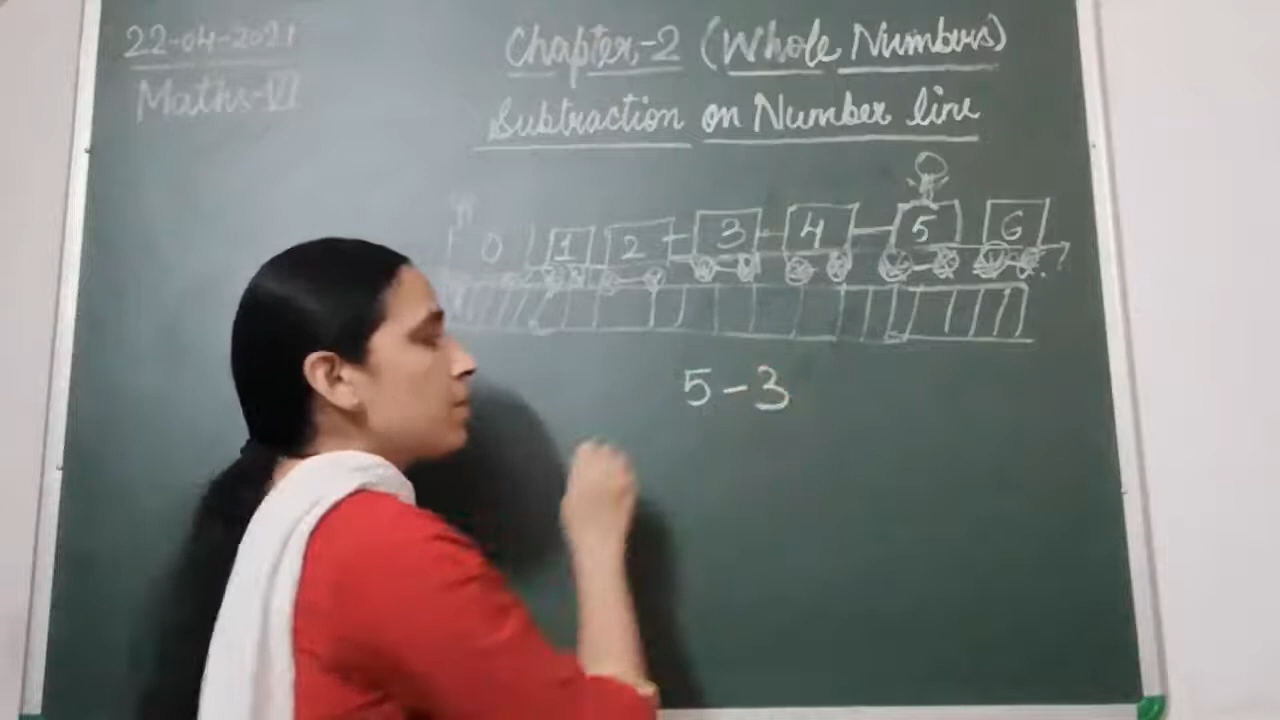 22-04-2021
Maths-VI
Chapter-2 (Whole Numbers)
Subtraction on Number line
0 1 2 3 4 5 6
5-3